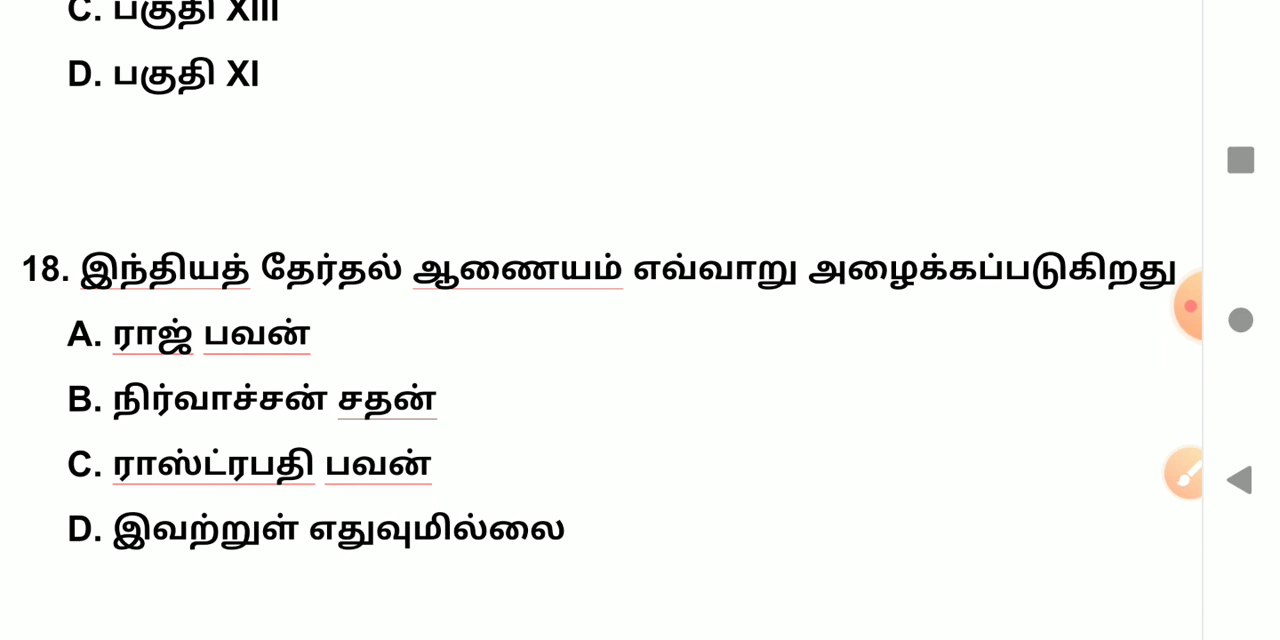 C. பகுதி XIII
D. பகுதி XI
18. இந்தியத் தேர்தல் ஆணையம் எவ்வாறு அழைக்கப்படுகிறது
A. ராஜ் பவன்
B. நிர்வாச்சன் சதன்
C. ராஸ்ட்ரபதி பவன்
D. இவற்றுள் எதுவுமில்லை